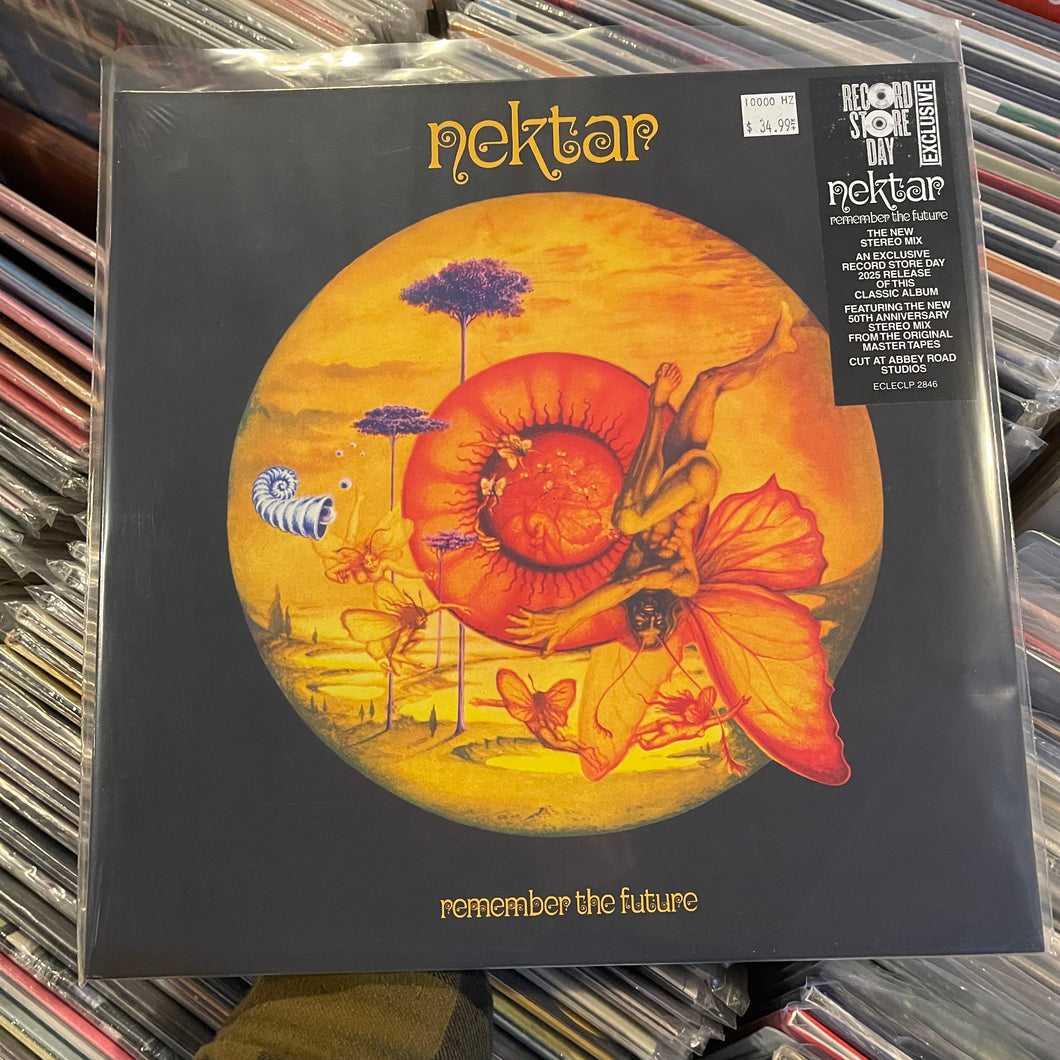 nektar
10000 HZ
$ 34.99
RECORD
STORE
DAY
EXCLUSIVE
nektar
remember the future
THE NEW
STEREO MIX
AN EXCLUSIVE
RECORD STORE DAY
2025 RELEASE
OF THIS
CLASSIC ALBUM
FEATURING THE NEW
50TH ANNIVERSARY
STEREO MIX
FROM THE ORIGINAL
MASTER TAPES
CUT AT ABBEY ROAD
STUDIOS
ECLECLP 2846
remember the future